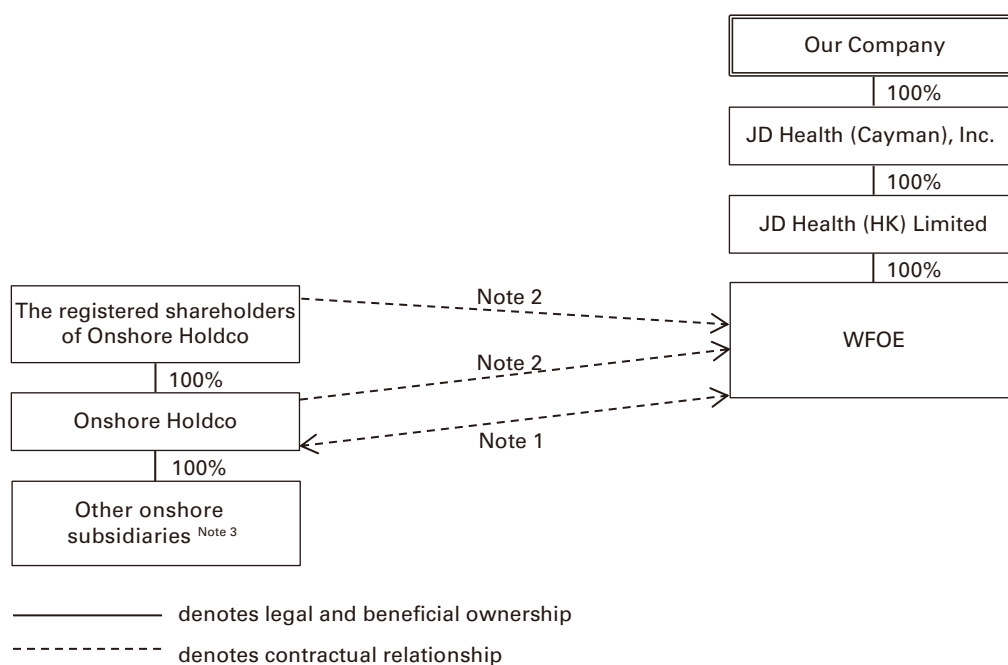 Our Company
100%
JD Health (Cayman), Inc.
100%
JD Health (HK) Limited
100%
The registered shareholders
of Onshore Holdco
Note 2
WFOE
100%
Note 2
Onshore Holdco
Note 1
100%
Other onshore
subsidiaries Note 3
denotes legal and beneficial ownership
denotes contractual relationship